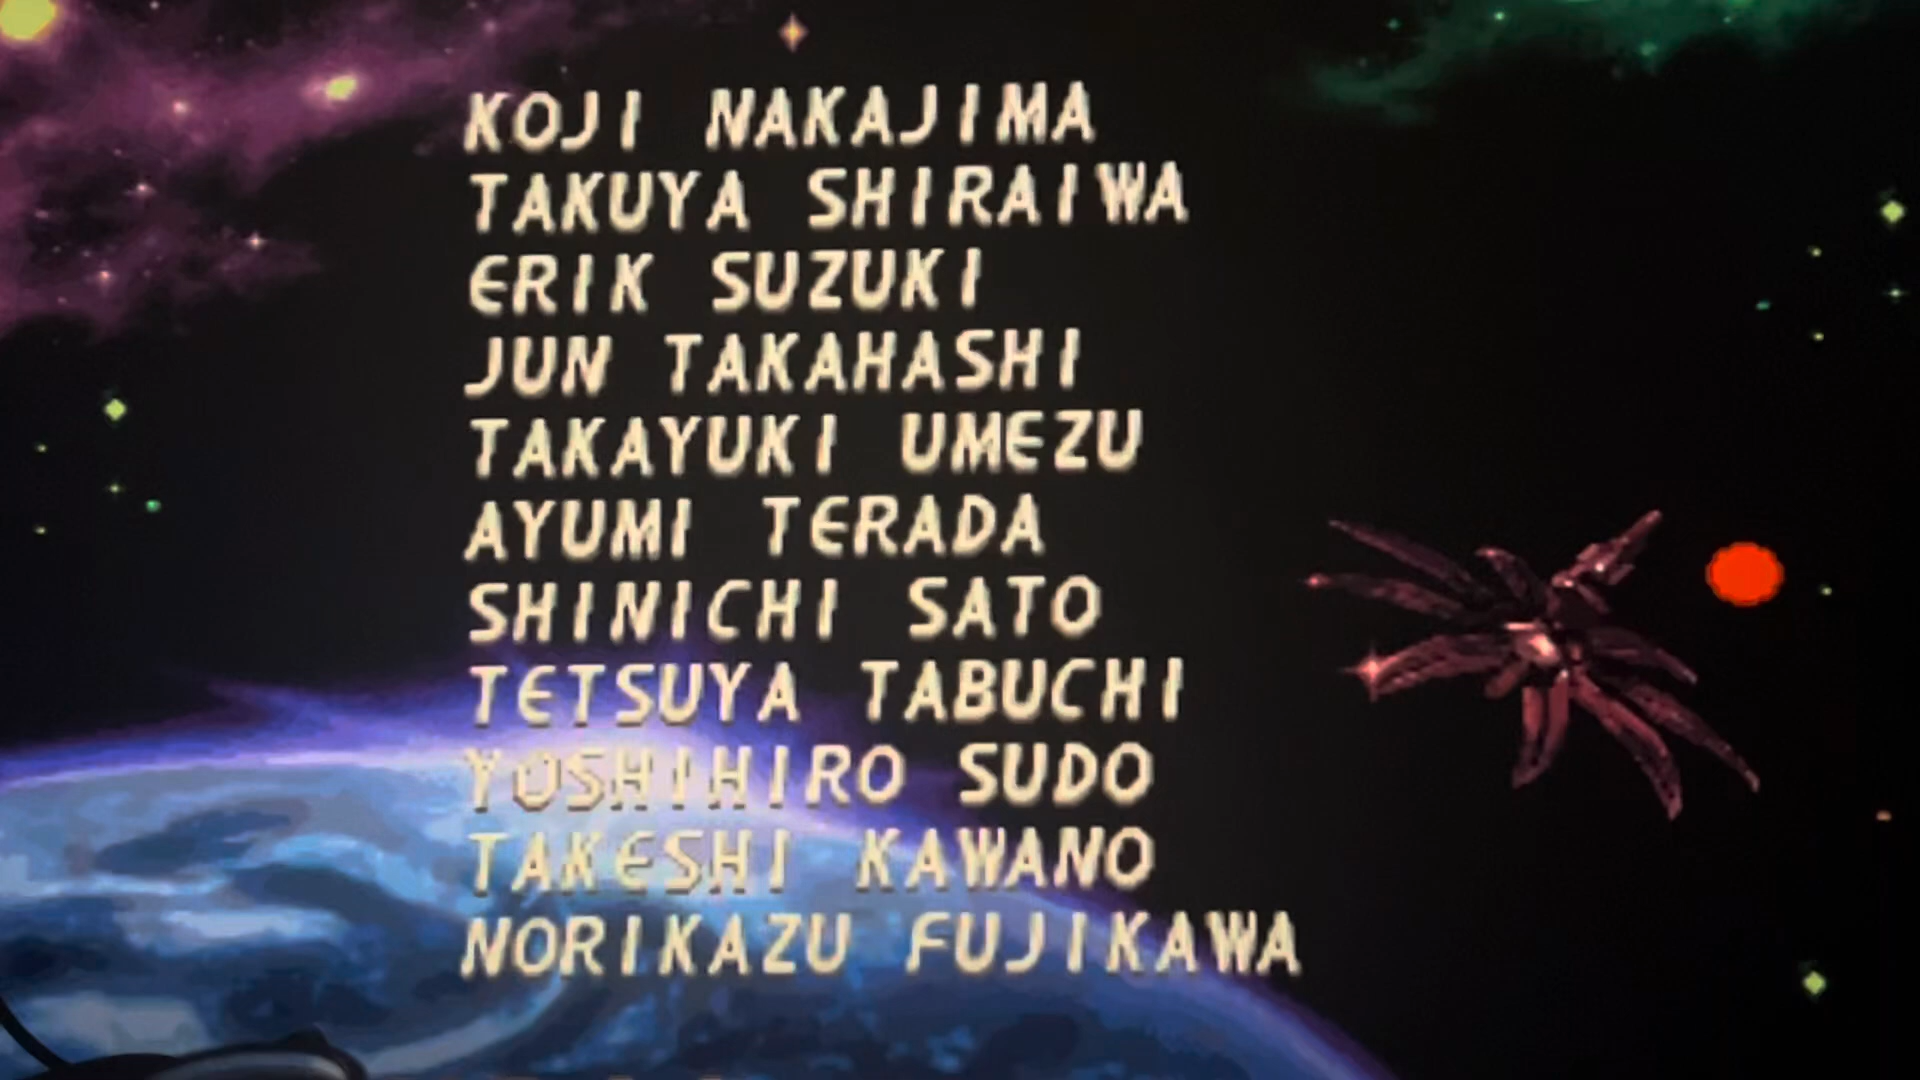 KOJI NAKAJIMA
TAKUYA SHIRAIWA
ERIK SUZUKI
JUN TAKAHASHI
TAKAYUKI UMEZU
AYUMI TERADA
SHINICHI SATO
TETSUYA TABUCHI
YOSHIHIRO SUDO
TAKESHI KAWANO
NORIKAZU FUJIKAWA